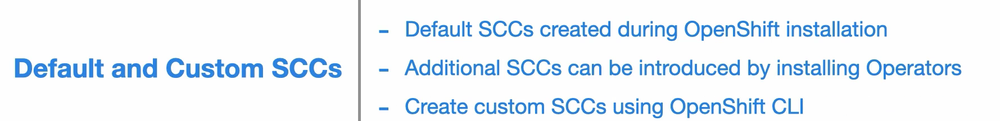 Default and Custom SCCs
- Default SCCs created during OpenShift installation
- Additional SCCs can be introduced by installing Operators
- Create custom SCCs using OpenShift CLI